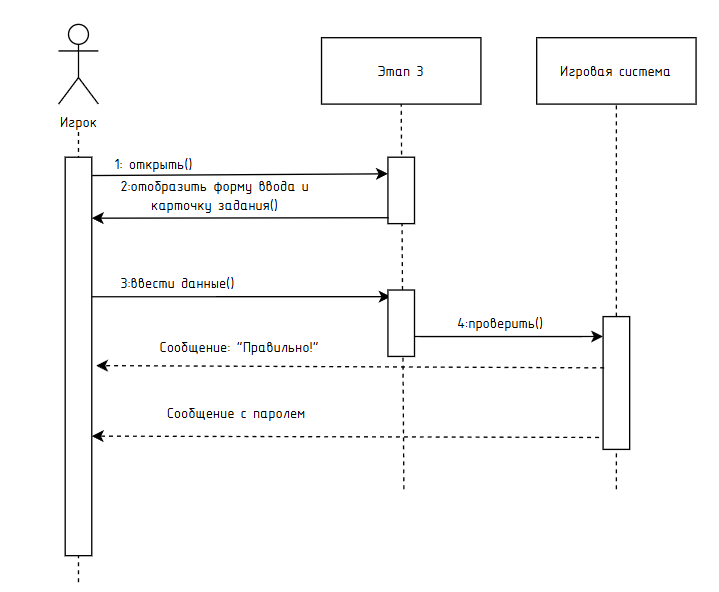 Этап 3
Игровая система
Игрок
1: открыть()
2:отобразить форму ввода и
карточку задания()
3:ввести данные()
4:проверить()
Сообщение: "Правильно!"
Сообщение с паролем